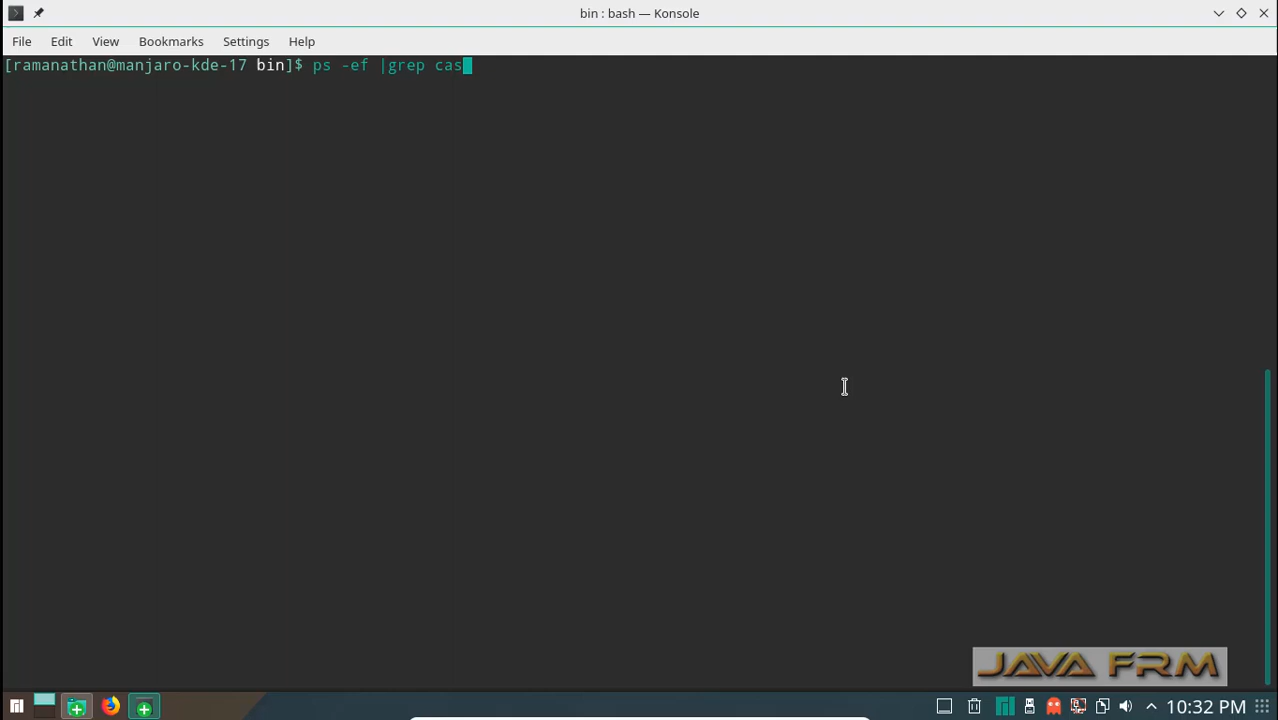 bin : bash — Konsole
File Edit View Bookmarks Settings Help
[ramanathan@manjaro-kde-17 bin]$ ps -ef |grep cas
JAVA FRM
10:32 PM